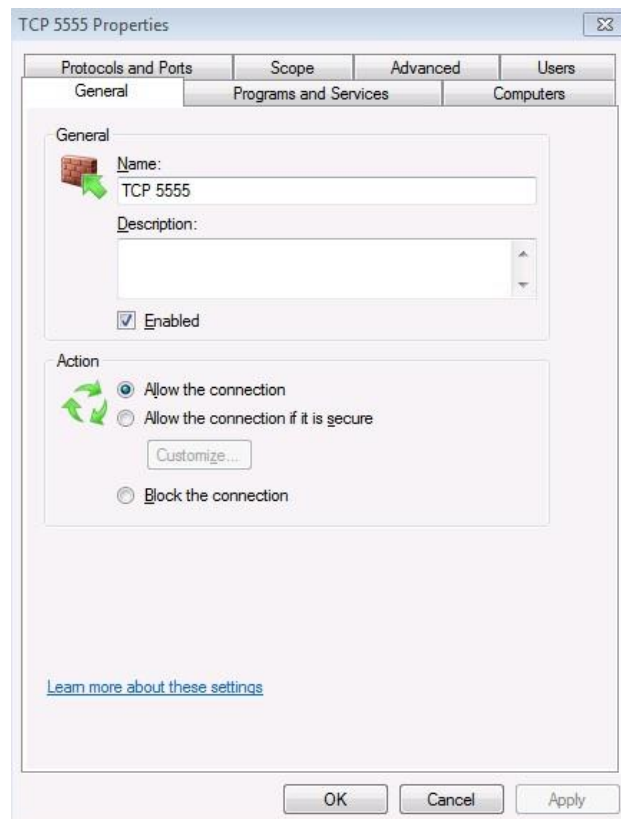 TCP 5555 Properties
Protocols and Ports Scope Advanced Users
General Programs and Services Computers
General
Name:
TCP 5555
Description:
Enabled
Action
Allow the connection
Allow the connection if it is secure
Customize...
Block the connection
Learn more about these settings
OK Cancel Apply